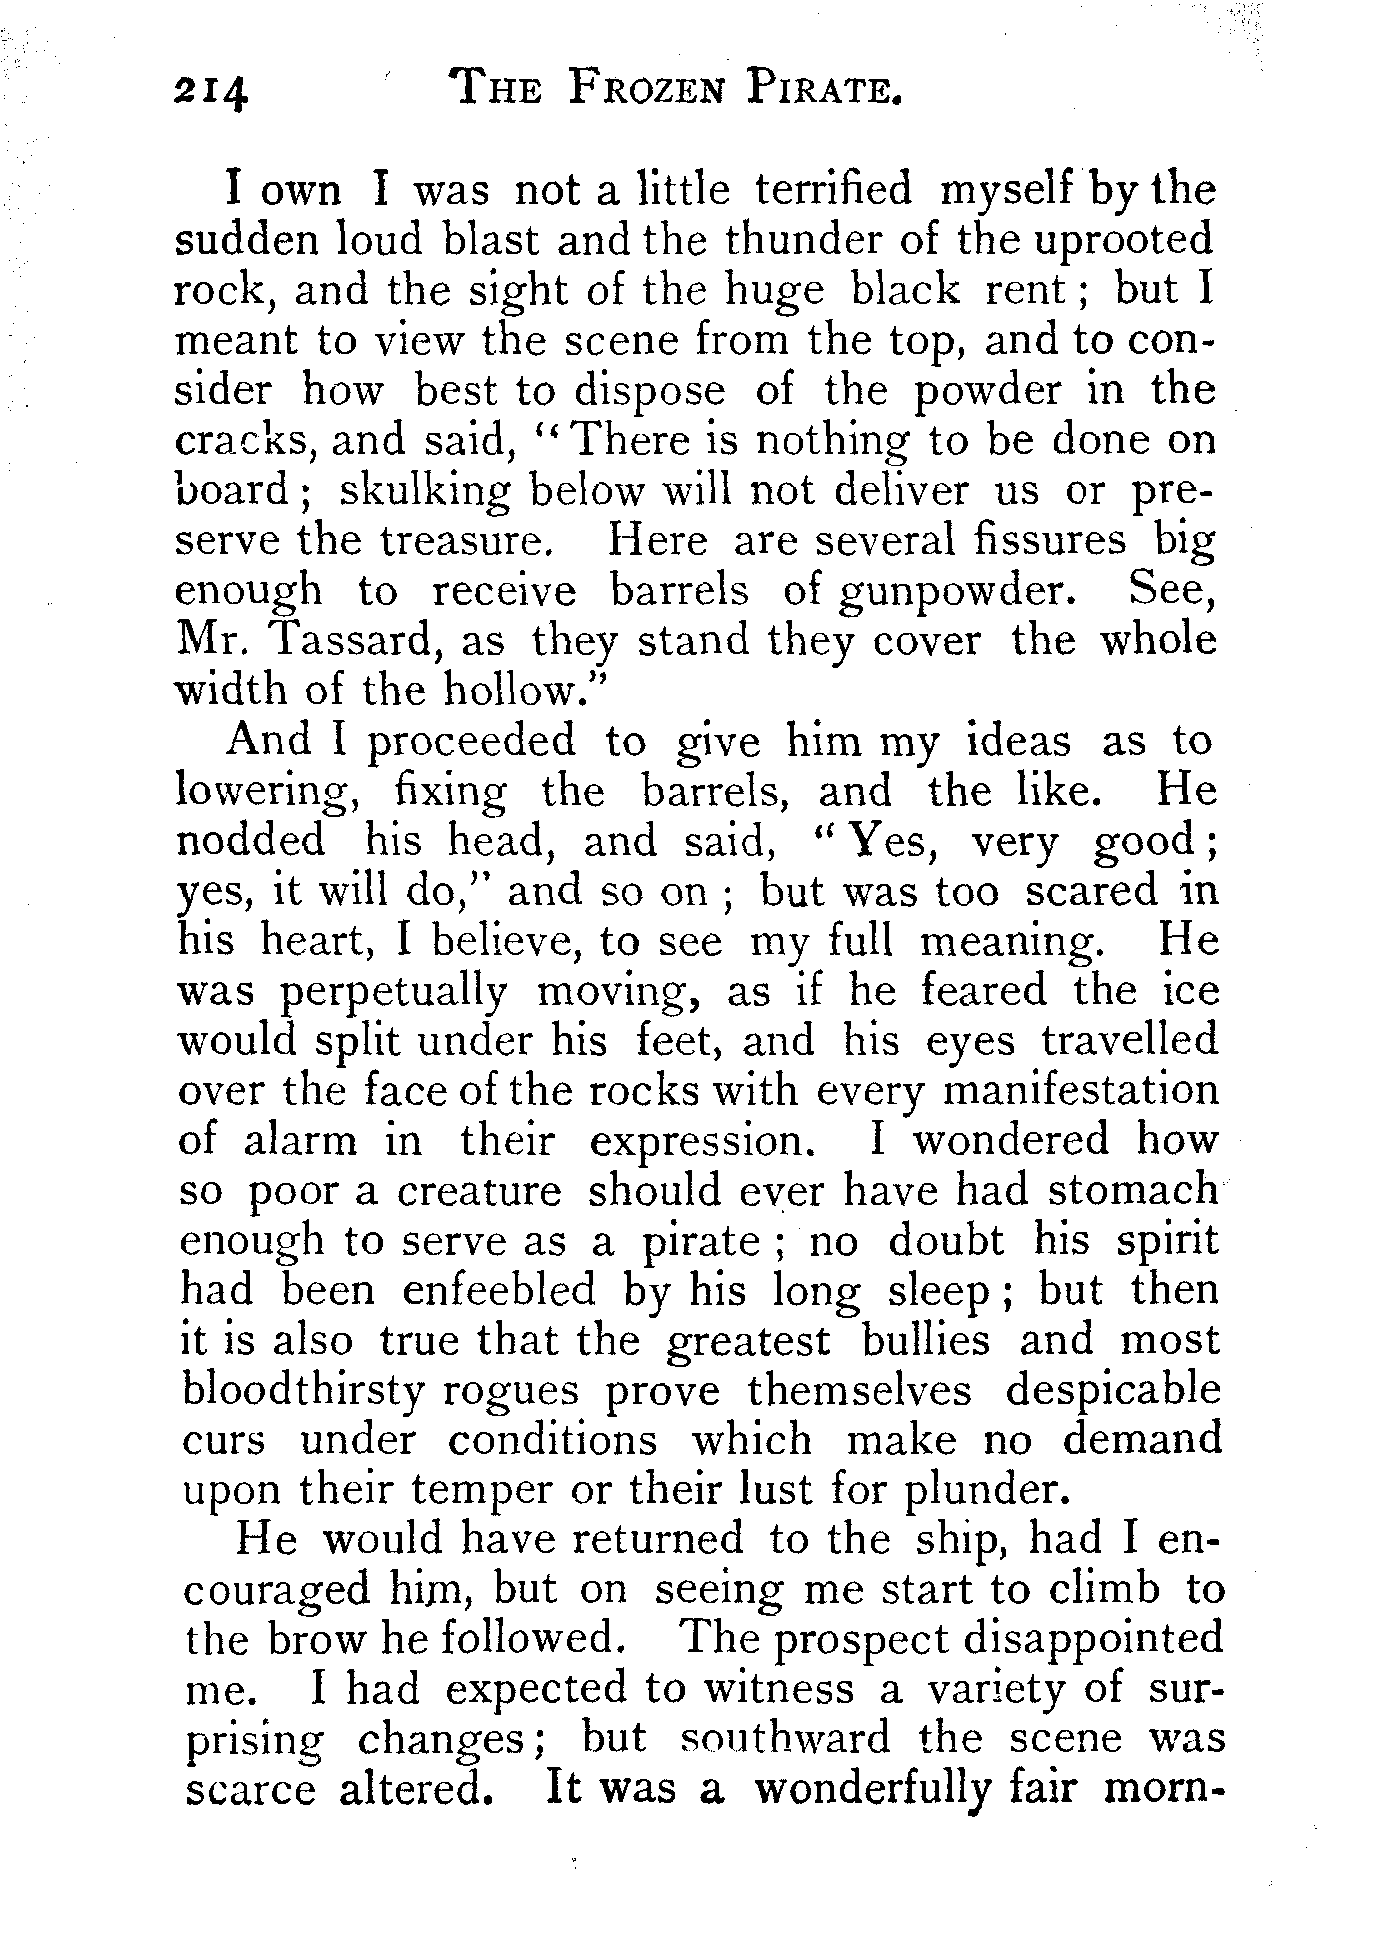 214 THE FROZEN PIRATE.
I own I was not a little terrified myself by the
sudden loud blast and the thunder of the uprooted
rock, and the sight of the huge black rent ; but I
meant to view the scene from the top, and to con-
sider how best to dispose of the powder in the
cracks, and said, “ There is nothing to be done on
board ; skulking below will not deliver us or pre-
serve the treasure. Here are several fissures big
enough to receive barrels of gunpowder. See,
Mr. Tassard, as they stand they cover the whole
width of the hollow.”
And I proceeded to give him my ideas as to
lowering, fixing the barrels, and the like. He
nodded his head, and said, “ Yes, very good ;
yes, it will do,” and so on ; but was too scared in
his heart, I believe, to see my full meaning. He
was perpetually moving, as if he feared the ice
would split under his feet, and his eyes travelled
over the face of the rocks with every manifestation
of alarm in their expression. I wondered how
so poor a creature should ever have had stomach
enough to serve as a pirate ; no doubt his spirit
had been enfeebled by his long sleep ; but then
it is also true that the greatest bullies and most
bloodthirsty rogues prove themselves despicable
curs under conditions which make no demand
upon their temper or their lust for plunder.
He would have returned to the ship, had I en-
couraged him, but on seeing me start to climb to
the brow he followed. The prospect disappointed
me. I had expected to witness a variety of sur-
prising changes ; but southward the scene was
scarce altered. It was a wonderfully fair morn-